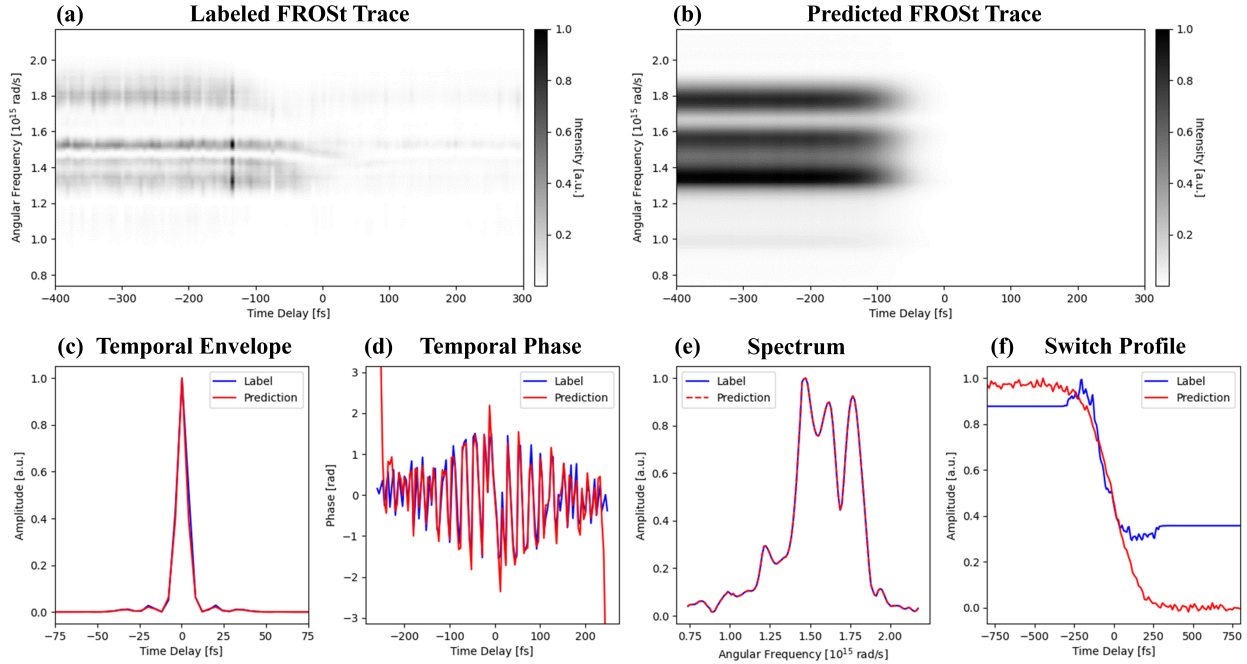 (a) Labeled FROSt Trace
Angular Frequency [10¹⁵ rad/s]
2.0
1.8
1.6
1.4
1.2
1.0
0.8
−400 −300 −200 −100 0 100 200 300
Time Delay [fs]
1.0
0.8
0.6
0.4
0.2
Intensity [a.u.]
(b) Predicted FROSt Trace
Angular Frequency [10¹⁵ rad/s]
2.0
1.8
1.6
1.4
1.2
1.0
0.8
−400 −300 −200 −100 0 100 200 300
Time Delay [fs]
1.0
0.8
0.6
0.4
0.2
Intensity [a.u.]
(c) Temporal Envelope
Label
Prediction
Amplitude [a.u.]
1.0
0.8
0.6
0.4
0.2
0.0
−75 −50 −25 0 25 50 75
Time Delay [fs]
(d) Temporal Phase
Label
Prediction
Phase [rad]
3
2
1
0
−1
−2
−3
−200 −100 0 100 200
Time Delay [fs]
(e) Spectrum
Label
Prediction
Amplitude [a.u.]
1.0
0.8
0.6
0.4
0.2
0.0
0.75 1.00 1.25 1.50 1.75 2.00
Angular Frequency [10¹⁵ rad/s]
(f) Switch Profile
Label
Prediction
Amplitude [a.u.]
1.0
0.8
0.6
0.4
0.2
0.0
−750 −500 −250 0 250 500 750
Time Delay [fs]